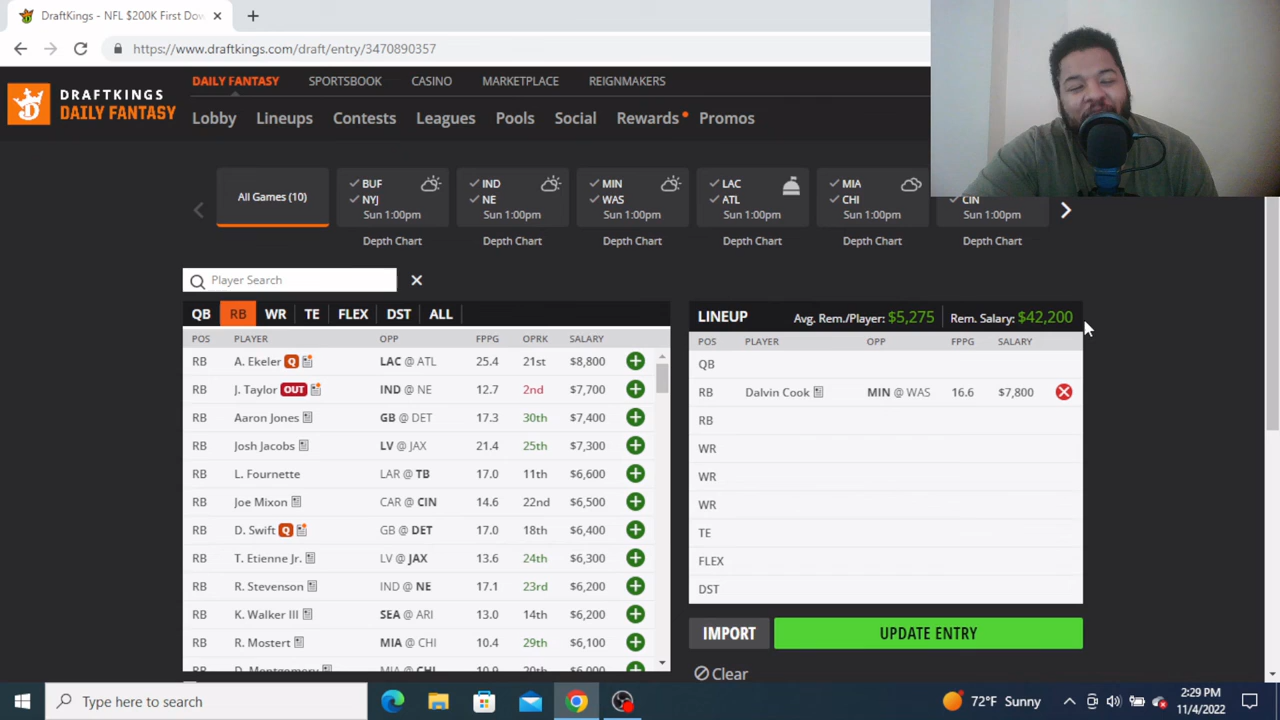 DraftKings - NFL $200K First Dow
https://www.draftkings.com/draft/entry/3470890357
DRAFTKINGS
DAILY FANTASY
DAILY FANTASY SPORTSBOOK CASINO MARKETPLACE REIGNMAKERS
Lobby Lineups Contests Leagues Pools Social Rewards Promos
All Games (10)
BUF
NYJ
Sun 1:00pm
Depth Chart
IND
NE
Sun 1:00pm
Depth Chart
MIN
WAS
Sun 1:00pm
Depth Chart
LAC
ATL
Sun 1:00pm
Depth Chart
MIA
CHI
Sun 1:00pm
Depth Chart
CIN
Sun 1:00pm
Depth Chart
Player Search
QB RB WR TE FLEX DST ALL
POS PLAYER OPP FPPG OPRK SALARY
RB A. Ekeler Q LAC @ ATL 25.4 21st $8,800
RB J. Taylor OUT IND @ NE 12.7 2nd $7,700
RB Aaron Jones GB @ DET 17.3 30th $7,400
RB Josh Jacobs LV @ JAX 21.4 25th $7,300
RB L. Fournette LAR @ TB 17.0 11th $6,600
RB Joe Mixon CAR @ CIN 14.6 22nd $6,500
RB D. Swift Q GB @ DET 17.0 18th $6,400
RB T. Etienne Jr. LV @ JAX 13.6 24th $6,300
RB R. Stevenson IND @ NE 17.1 23rd $6,200
RB K. Walker III SEA @ ARI 13.0 14th $6,200
RB R. Mostert MIA @ CHI 10.4 29th $6,100
RB D. Montgomery MIA @ CHI 10.9 20th $6,000
LINEUP Avg. Rem./Player: $5,275 Rem. Salary: $42,200
POS PLAYER OPP FPPG SALARY
QB
RB Dalvin Cook MIN @ WAS 16.6 $7,800
RB
WR
WR
WR
TE
FLEX
DST
IMPORT UPDATE ENTRY
Clear
Type here to search
72°F Sunny
2:29 PM
11/4/2022